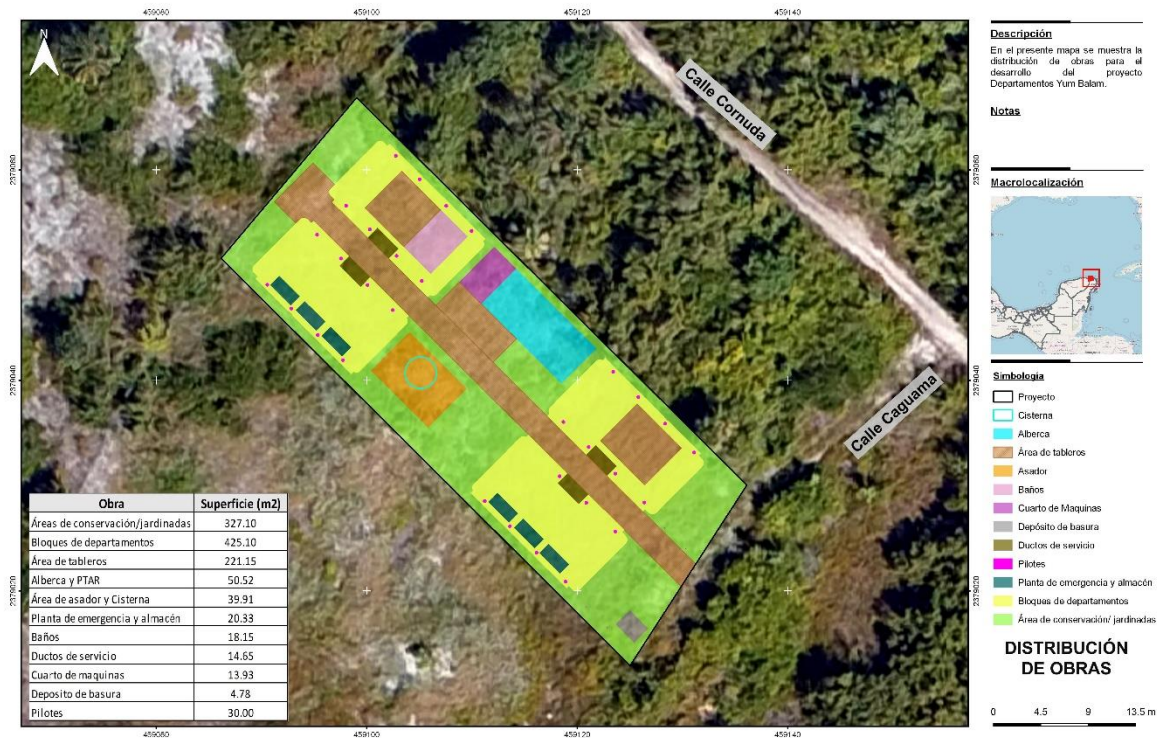 459080 459100 459120 459140
Descripción
En el presente mapa se muestra la
distribución de obras para el
desarrollo del proyecto
Departamentos Yum Balam.
Notas
N
Calle Cornuda
2379060 2379060
Macrolocalización
2379040 2379040
Calle Caguama
Simbología
Proyecto
Cisterna
Alberca
Área de tableros
Asador
Baños
Cuarto de Maquinas
Depósito de basura
Ductos de servicio
Pilotes
Planta de emergencia y almacén
Bloques de departamentos
Área de conservación/ jardinadas
Obra Superficie (m2)
Áreas de conservación/jardinadas 327.10
Bloques de departamentos 425.10
Área de tableros 221.15
Alberca y PTAR 50.52
Área de asador y Cisterna 39.91
Planta de emergencia y almacén 20.33
Baños 18.15
Ductos de servicio 14.65
Cuarto de maquinas 13.93
Deposito de basura 4.78
Pilotes 30.00
2379020 2379020
DISTRIBUCIÓN
DE OBRAS
0 4.5 9 13.5 m
459080 459100 459120 459140